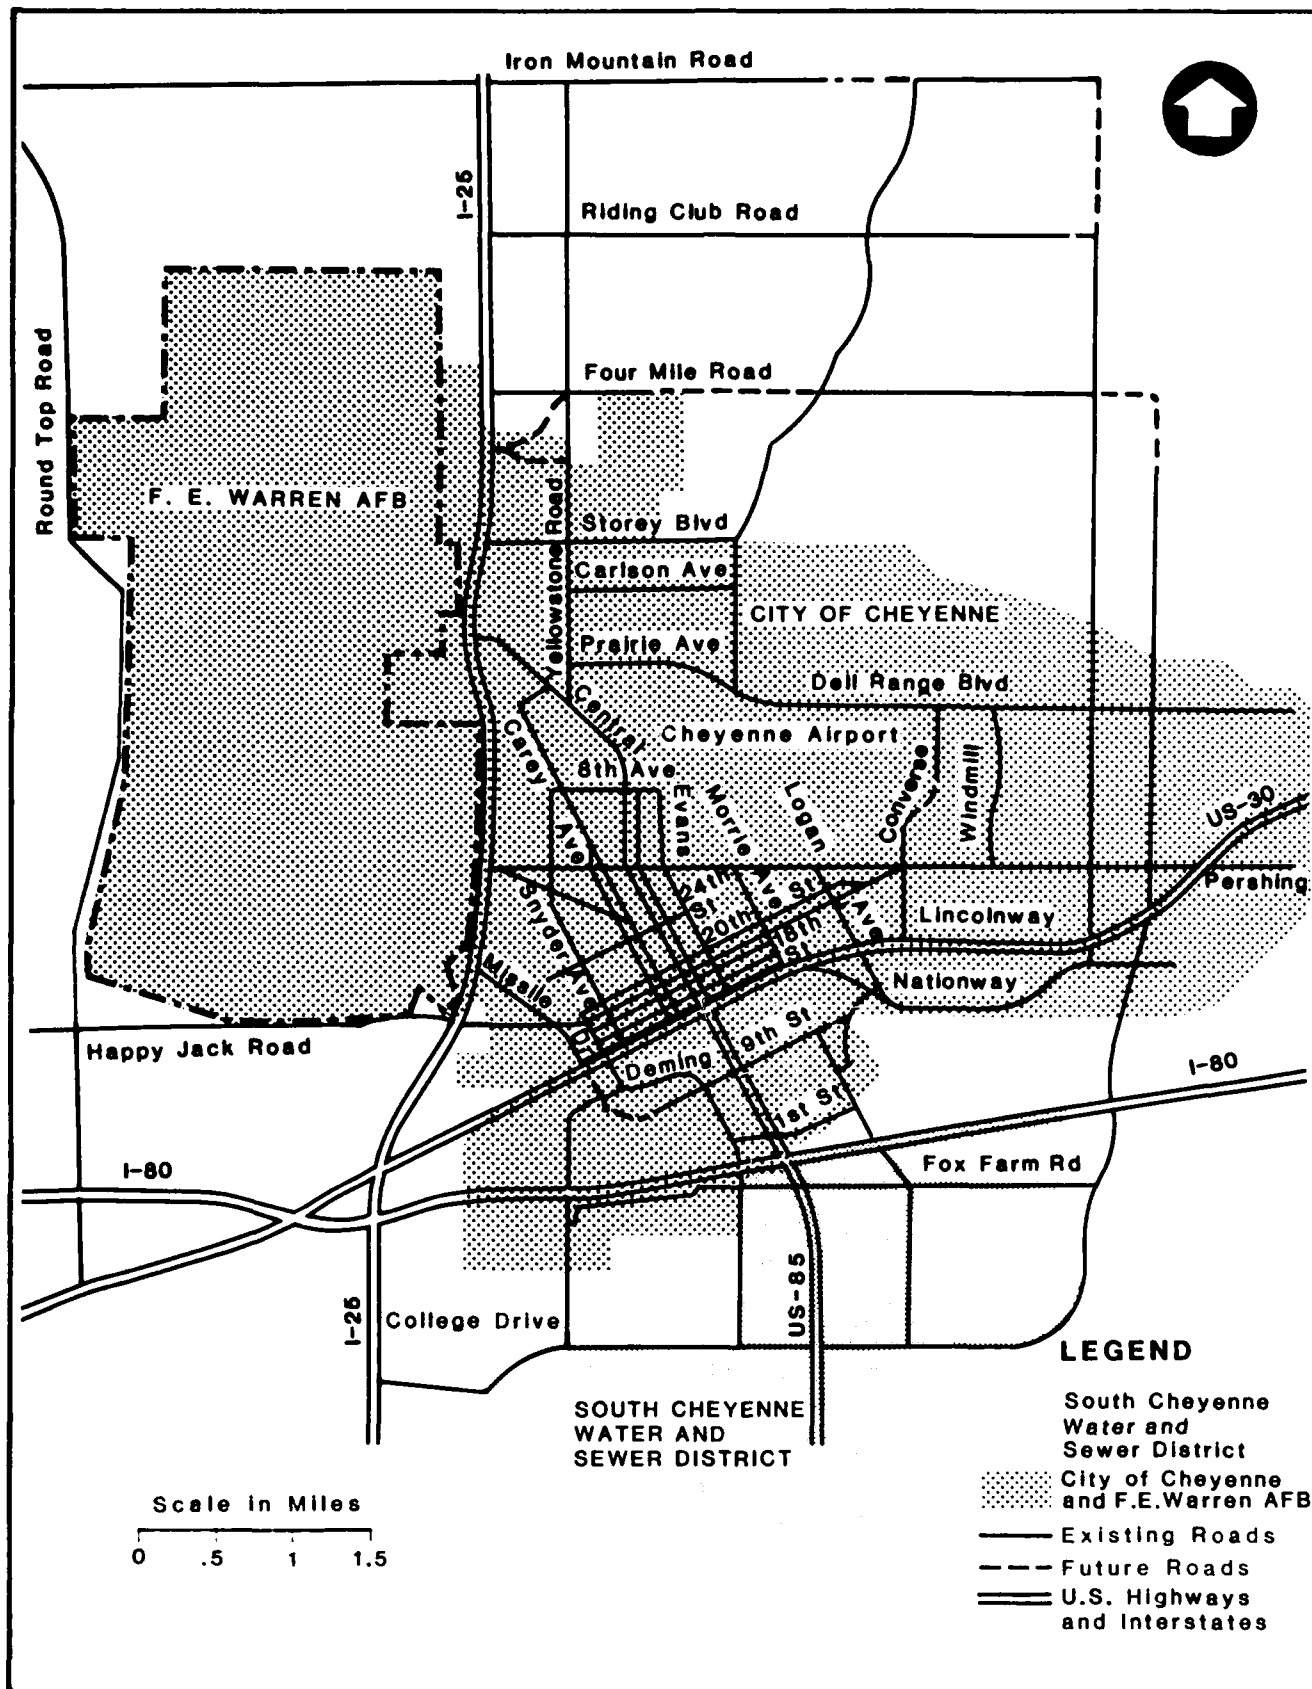 Iron Mountain Road
I-25
Riding Club Road
Round Top Road
Four Mile Road
F. E. WARREN AFB
Yellowstone Road
Storey Blvd
Carlson Ave
CITY OF CHEYENNE
Prairie Ave
Dell Range Blvd
Central
Cheyenne Airport
Carey
Ave
8th Ave
Evans
Morrie
Ave
Logan
Ave
Converse
Windmill
US-30
Pershing
24th
St
20th St
18th
St
Snyder Ave
Lincolnway
Missile
Dr
Nationway
Happy Jack Road
Deming
9th St
1st St
I-80
I-80
Fox Farm Rd
I-25
College Drive
US-85
LEGEND
SOUTH CHEYENNE
WATER AND
SEWER DISTRICT
South Cheyenne
Water and
Sewer District
City of Cheyenne
and F.E.Warren AFB
Existing Roads
Future Roads
U.S. Highways
and Interstates
Scale in Miles
0 .5 1 1.5